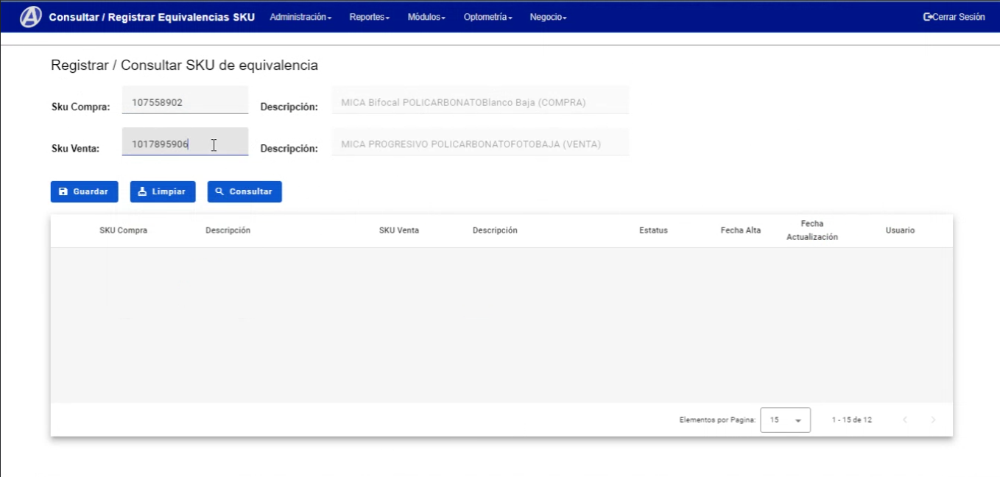 Consultar / Registrar Equivalencias SKU Administración Reportes Módulos Optometría Negocio Cerrar Sesión
Registrar / Consultar SKU de equivalencia
Sku Compra: 107558902 Descripción: MICA Bifocal POLICARBONATOBlanco Baja (COMPRA)
Sku Venta: 1017895906 Descripción: MICA PROGRESIVO POLICARBONATOFOTOBAJA (VENTA)
Guardar Limpiar Consultar
SKU Compra Descripción SKU Venta Descripción Estatus Fecha Alta Fecha Actualización Usuario
Elementos por Pagina: 15 1 - 15 de 12